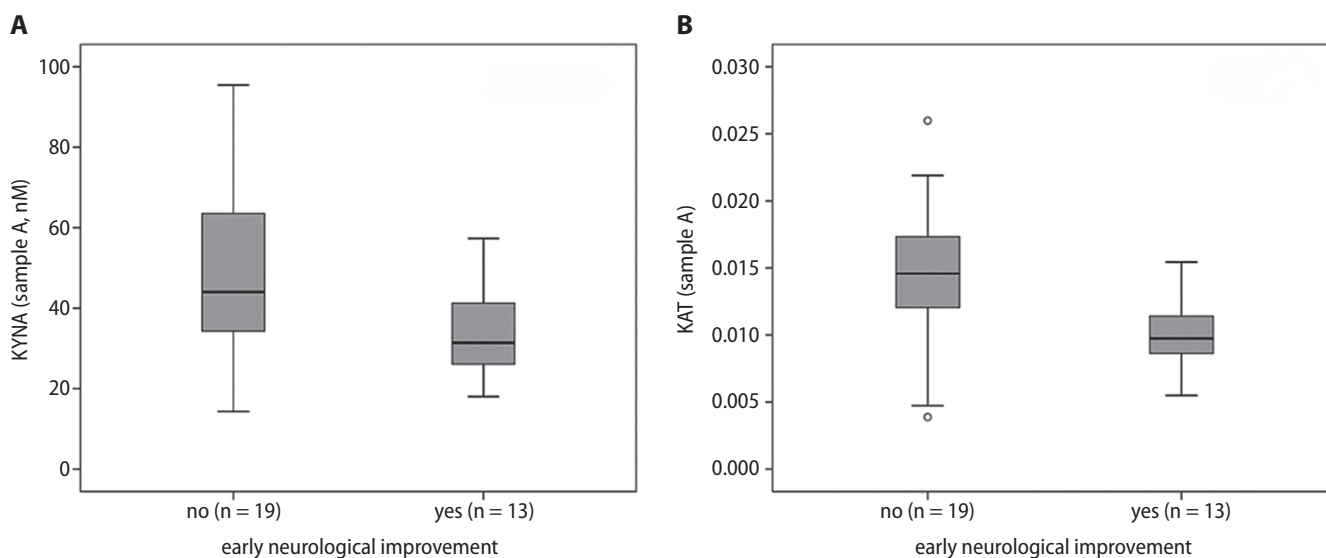 A
KYNA (sample A, nM)
100
80
60
40
20
0
no (n = 19)
yes (n = 13)
early neurological improvement
B
KAT (sample A)
0.030
0.025
0.020
0.015
0.010
0.005
0.000
no (n = 19)
yes (n = 13)
early neurological improvement